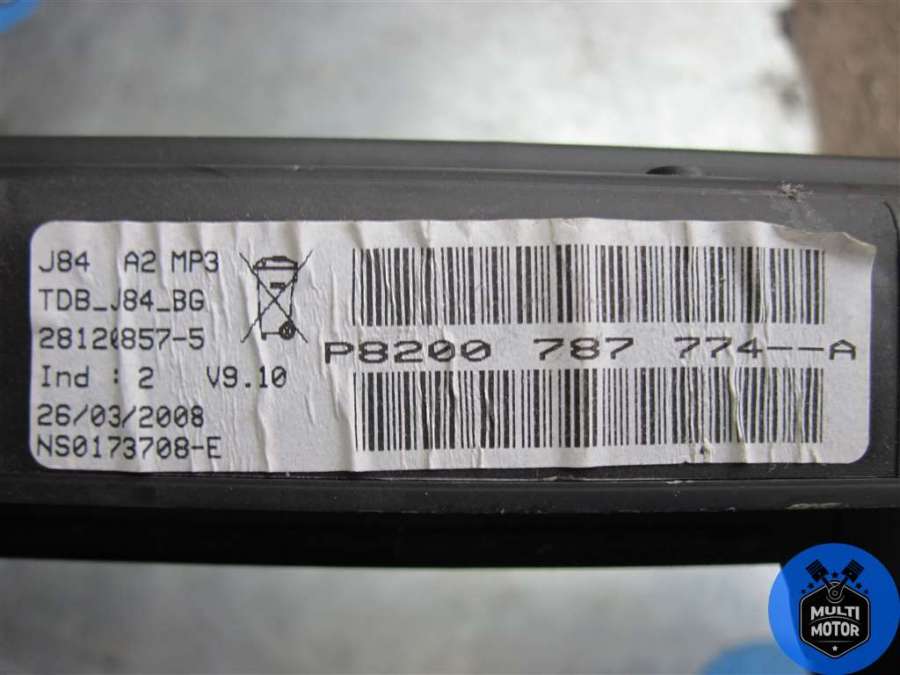 J84 A2 MP3
TDB_J84_BG
28120857-5
Ind : 2 V9.10
26/03/2008
NS0173708-E
P8200 787 774--A
MULTI
MOTOR